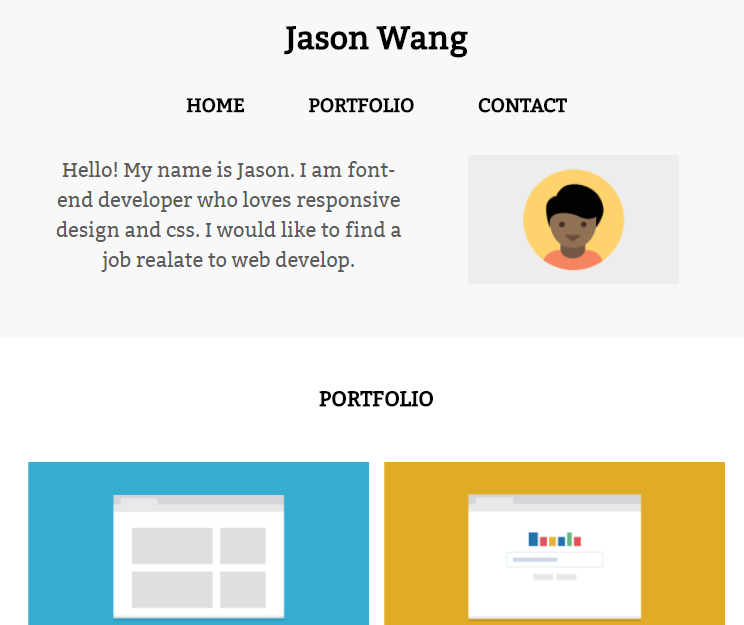 Jason Wang
HOME PORTFOLIO CONTACT
Hello! My name is Jason. I am font-
end developer who loves responsive
design and css. I would like to find a
job realate to web develop.
PORTFOLIO